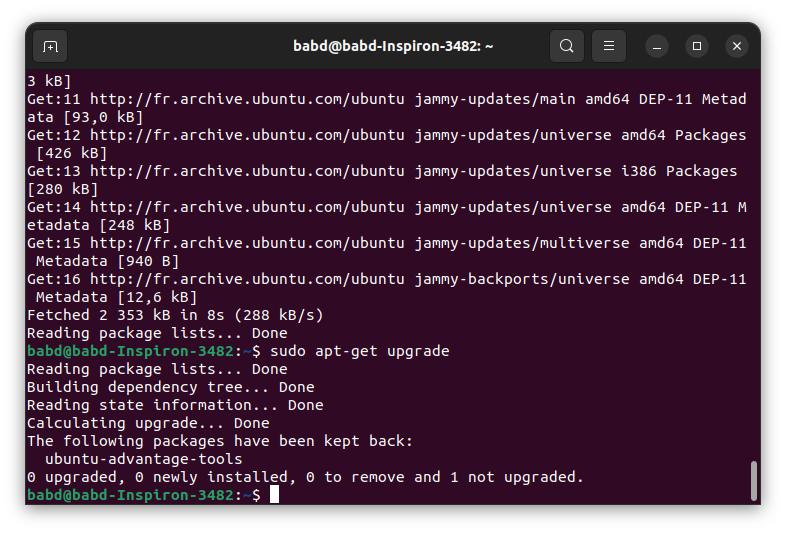 babd@babd-Inspiron-3482: ~
3 kB]
Get:11 http://fr.archive.ubuntu.com/ubuntu jammy-updates/main amd64 DEP-11 Metad
ata [93,0 kB]
Get:12 http://fr.archive.ubuntu.com/ubuntu jammy-updates/universe amd64 Packages
 [426 kB]
Get:13 http://fr.archive.ubuntu.com/ubuntu jammy-updates/universe i386 Packages
[280 kB]
Get:14 http://fr.archive.ubuntu.com/ubuntu jammy-updates/universe amd64 DEP-11 M
etadata [248 kB]
Get:15 http://fr.archive.ubuntu.com/ubuntu jammy-updates/multiverse amd64 DEP-11
 Metadata [940 B]
Get:16 http://fr.archive.ubuntu.com/ubuntu jammy-backports/universe amd64 DEP-11
 Metadata [12,6 kB]
Fetched 2 353 kB in 8s (288 kB/s)
Reading package lists... Done
babd@babd-Inspiron-3482:~$ sudo apt-get upgrade
Reading package lists... Done
Building dependency tree... Done
Reading state information... Done
Calculating upgrade... Done
The following packages have been kept back:
  ubuntu-advantage-tools
0 upgraded, 0 newly installed, 0 to remove and 1 not upgraded.
babd@babd-Inspiron-3482:~$